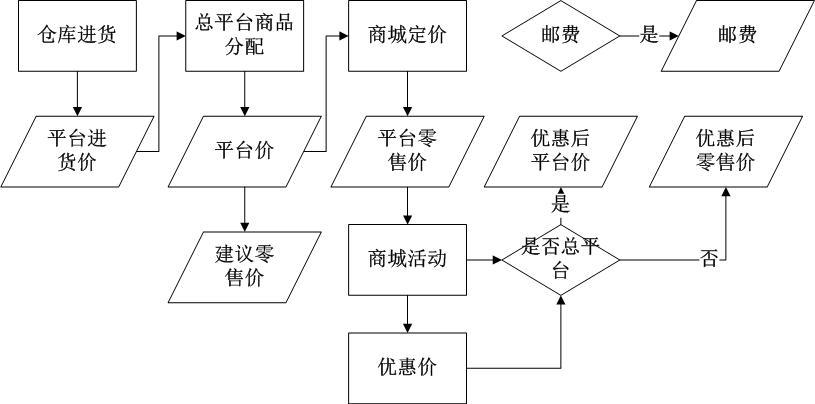 仓库进货
总平台商品
分配
商城定价
邮费
是
邮费
平台进
货价
平台价
平台零
售价
优惠后
平台价
优惠后
零售价
是
建议零
售价
商城活动
是否总平
台
否
优惠价